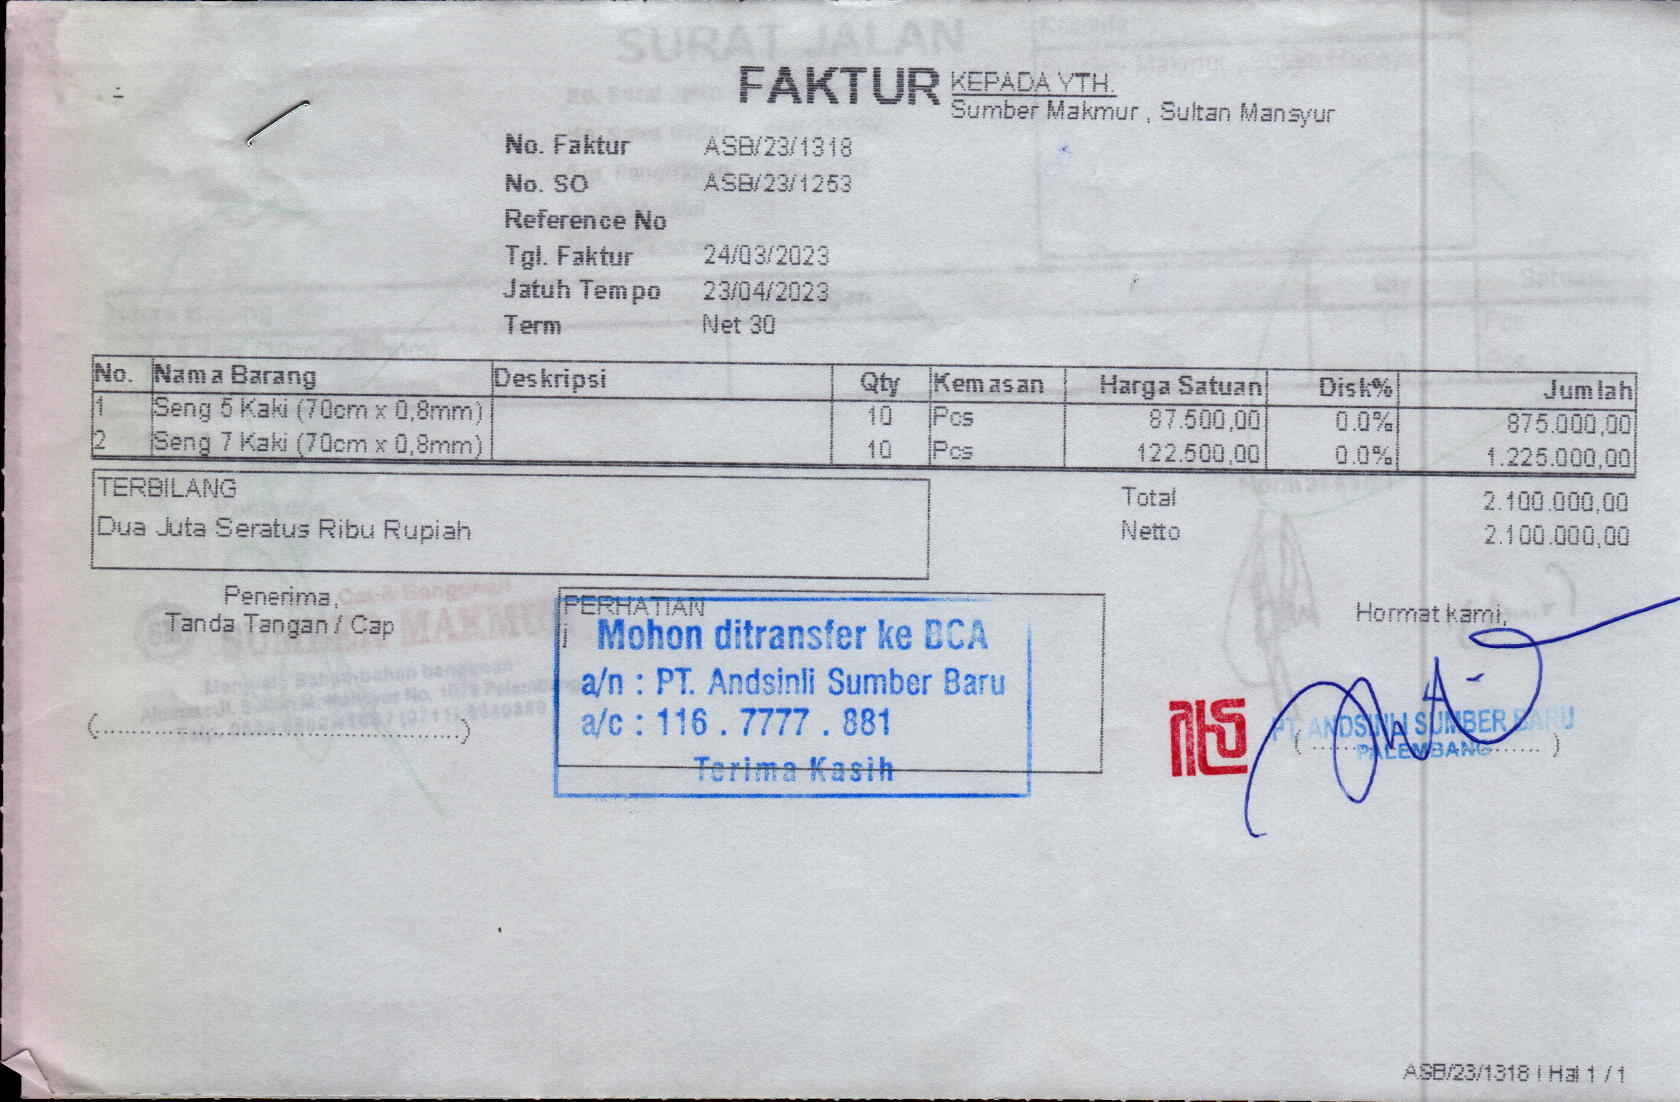 FAKTUR
KEPADA YTH.
Sumber Makmur , Sultan Mansyur
No. Faktur ASB/23/1318
No. SO ASB/23/1253
Reference No
Tgl. Faktur 24/03/2023
Jatuh Tempo 23/04/2023
Term Net 30
No. Nama Barang Deskripsi Qty Kemasan Harga Satuan Disk% Jumlah
1 Seng 5 Kaki (70cm x 0,8mm) 10 Pcs 87.500,00 0.0% 875.000,00
2 Seng 7 Kaki (70cm x 0,8mm) 10 Pcs 122.500,00 0.0% 1.225.000,00
TERBILANG
Dua Juta Seratus Ribu Rupiah
Total 2.100.000,00
Netto 2.100.000,00
Penerima,
Tanda Tangan / Cap
(....................................................)
PERHATIAN
i
Mohon ditransfer ke BCA
a/n : PT. Andsinli Sumber Baru
a/c : 116 . 7777 . 881
Terima Kasih
Hormat kami,
PT. ANDSINLI SUMBER BARU
PALEMBANG
ASB/23/1318 | Hal 1 / 1
SURAT JALAN